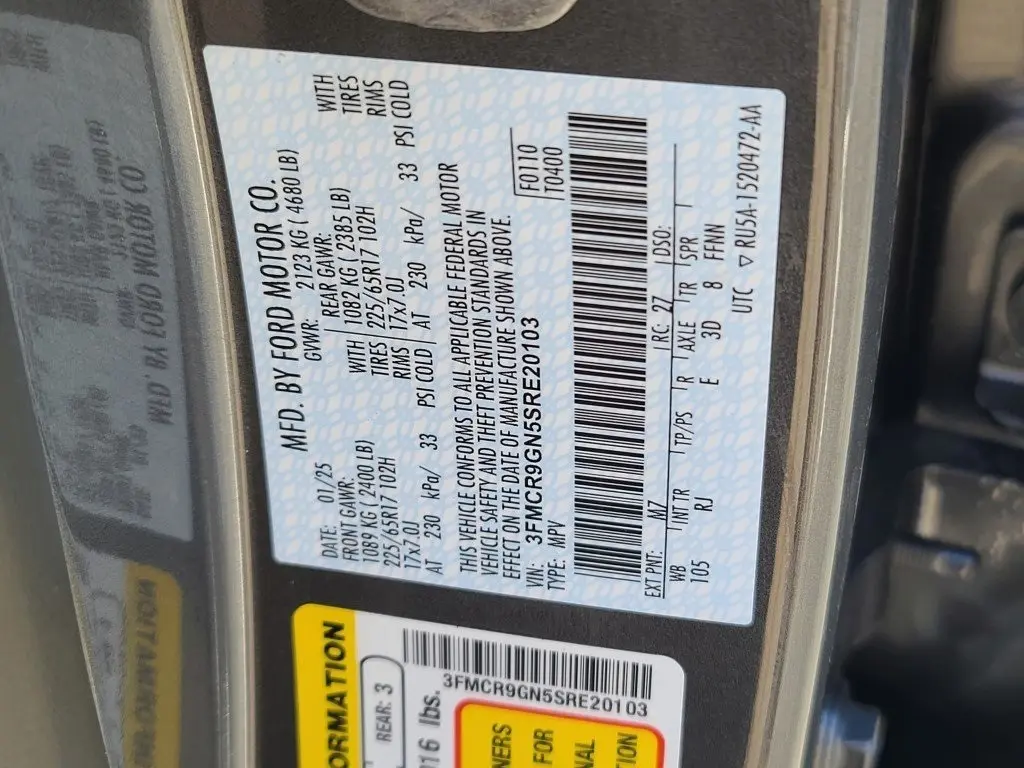 MFD. BY FORD MOTOR CO.
DATE: 01/25 GVWR: 2123 KG ( 4680 LB)
FRONT GAWR: REAR GAWR:
1089 KG ( 2400 LB) WITH 1082 KG ( 2385 LB) WITH
225/65R17 102H TIRES 225/65R17 102H TIRES
17x7.0J RIMS 17x7.0J RIMS
AT 230 kPa/ 33 PSI COLD AT 230 kPa/ 33 PSI COLD
THIS VEHICLE CONFORMS TO ALL APPLICABLE FEDERAL MOTOR
VEHICLE SAFETY AND THEFT PREVENTION STANDARDS IN
EFFECT ON THE DATE OF MANUFACTURE SHOWN ABOVE.
VIN: 3FMCR9GN5SRE20103
TYPE: MPV
F0110
T0400
EXT PNT: M7 RC: 27 DSO:
WB INT TR TP/PS R AXLE TR SPR
105 RJ E 3D 8 FFNN
UTC ▽ RU5A-1520472-AA
ORMATION
REAR: 3
16 lbs.
3FMCR9GN5SRE20103
NERS
FOR
NAL
TION